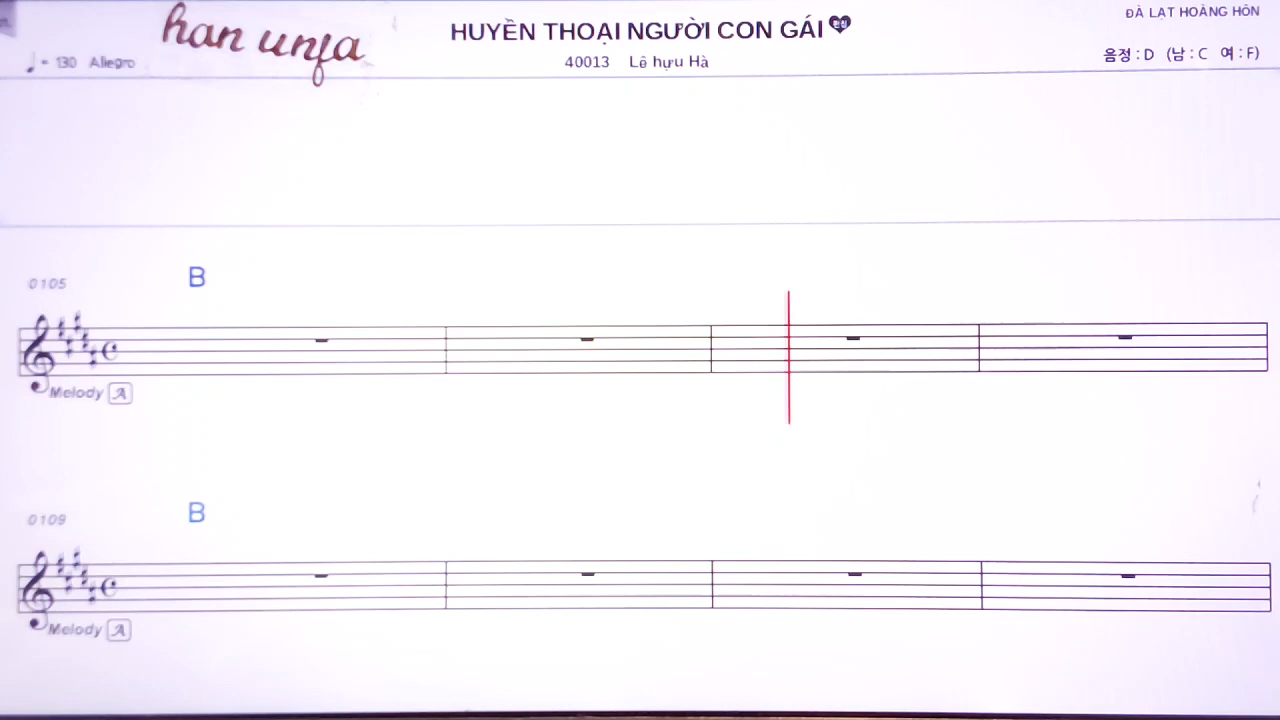 han unfa
HUYỀN THOẠI NGƯỜI CON GÁI
ĐÀ LẠT HOÀNG HÔN
♩ = 130 Allegro
40013 Lê hựu Hà
음정 : D (남 : C 여 : F)
0105
B
Melody A
0109
B
Melody A